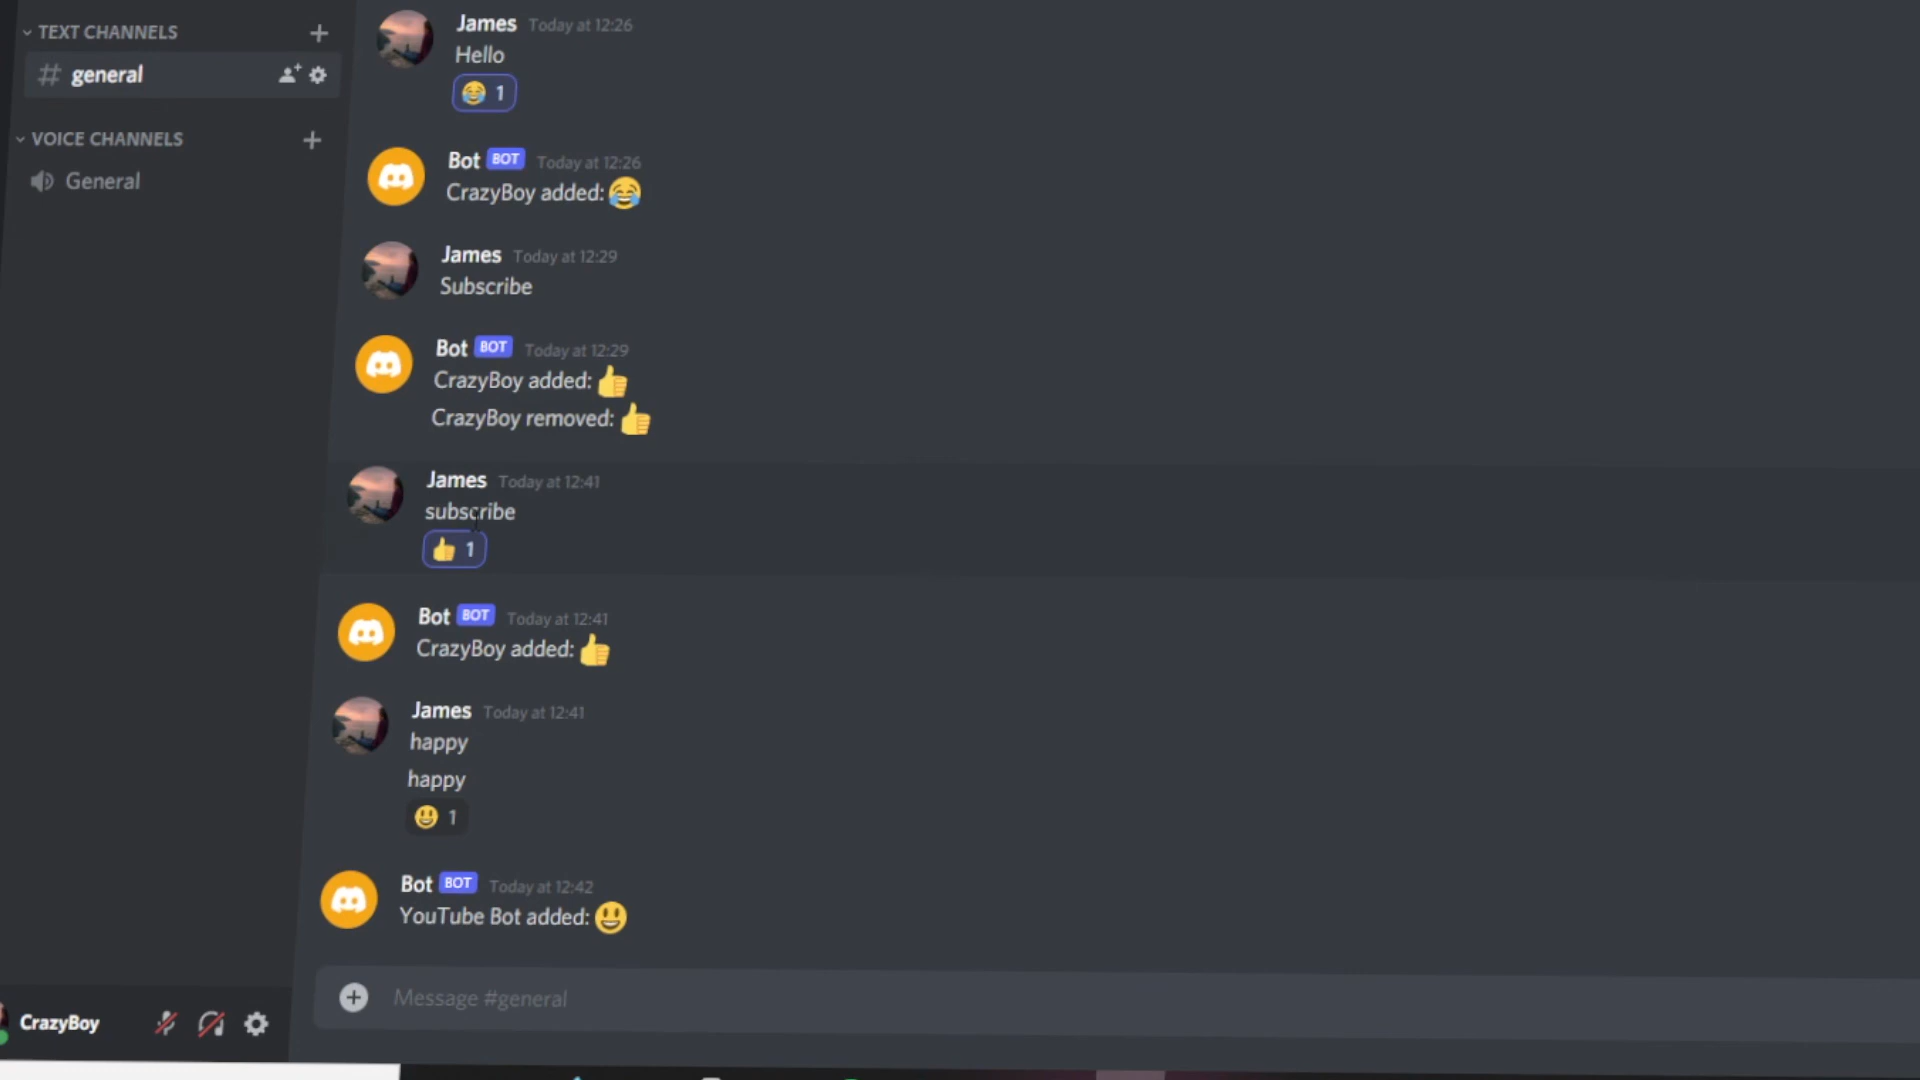 TEXT CHANNELS
general
VOICE CHANNELS
General
James Today at 12:26
Hello
😂 1
Bot BOT Today at 12:26
CrazyBoy added: 😂
James Today at 12:29
Subscribe
Bot BOT Today at 12:29
CrazyBoy added: 👍
CrazyBoy removed: 👍
James Today at 12:41
subscribe
👍 1
Bot BOT Today at 12:41
CrazyBoy added: 👍
James Today at 12:41
happy
happy
😃 1
Bot BOT Today at 12:42
YouTube Bot added: 😃
Message #general
CrazyBoy